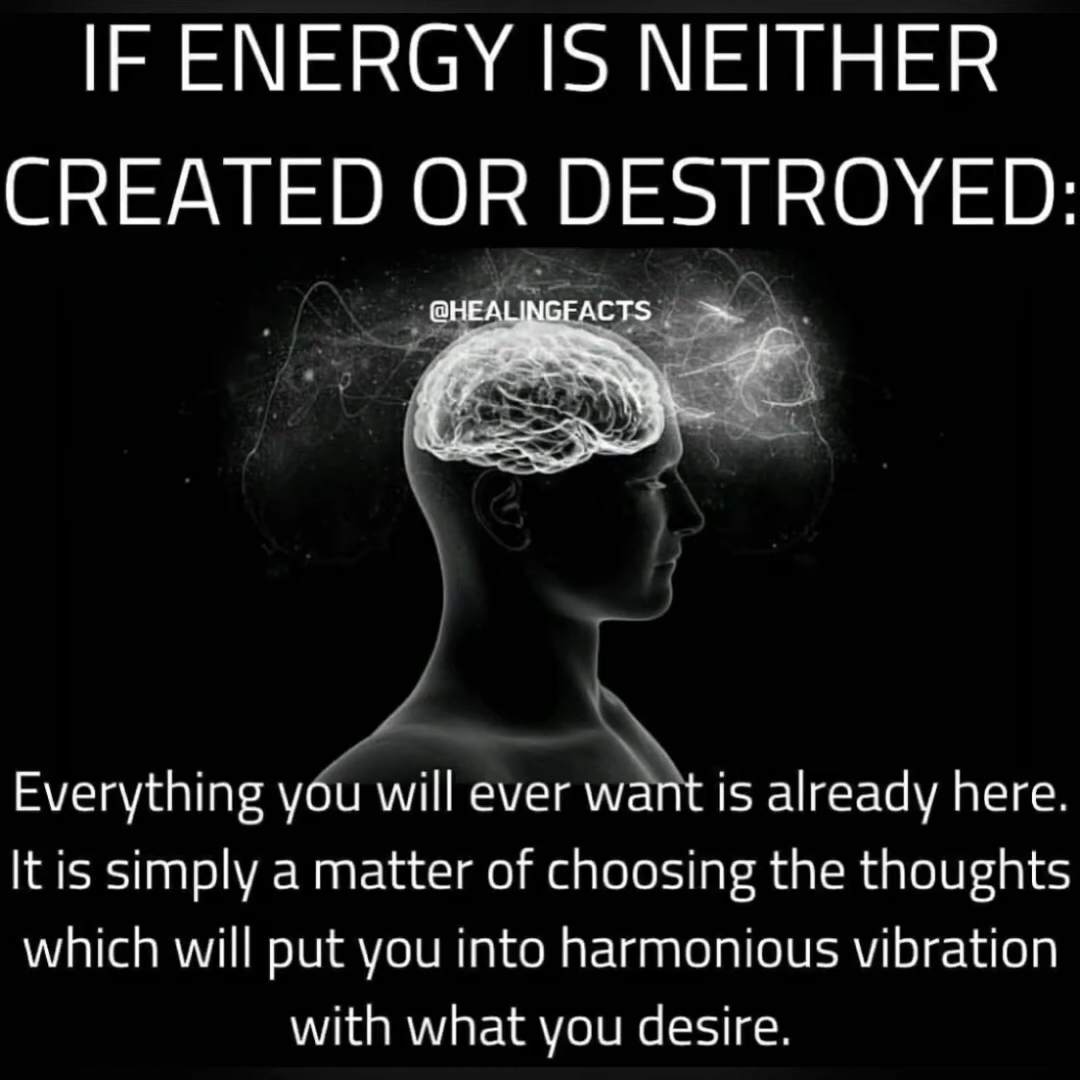 IF ENERGY IS NEITHER
CREATED OR DESTROYED:
@HEALINGFACTS
Everything you will ever want is already here.
It is simply a matter of choosing the thoughts
which will put you into harmonious vibration
with what you desire.